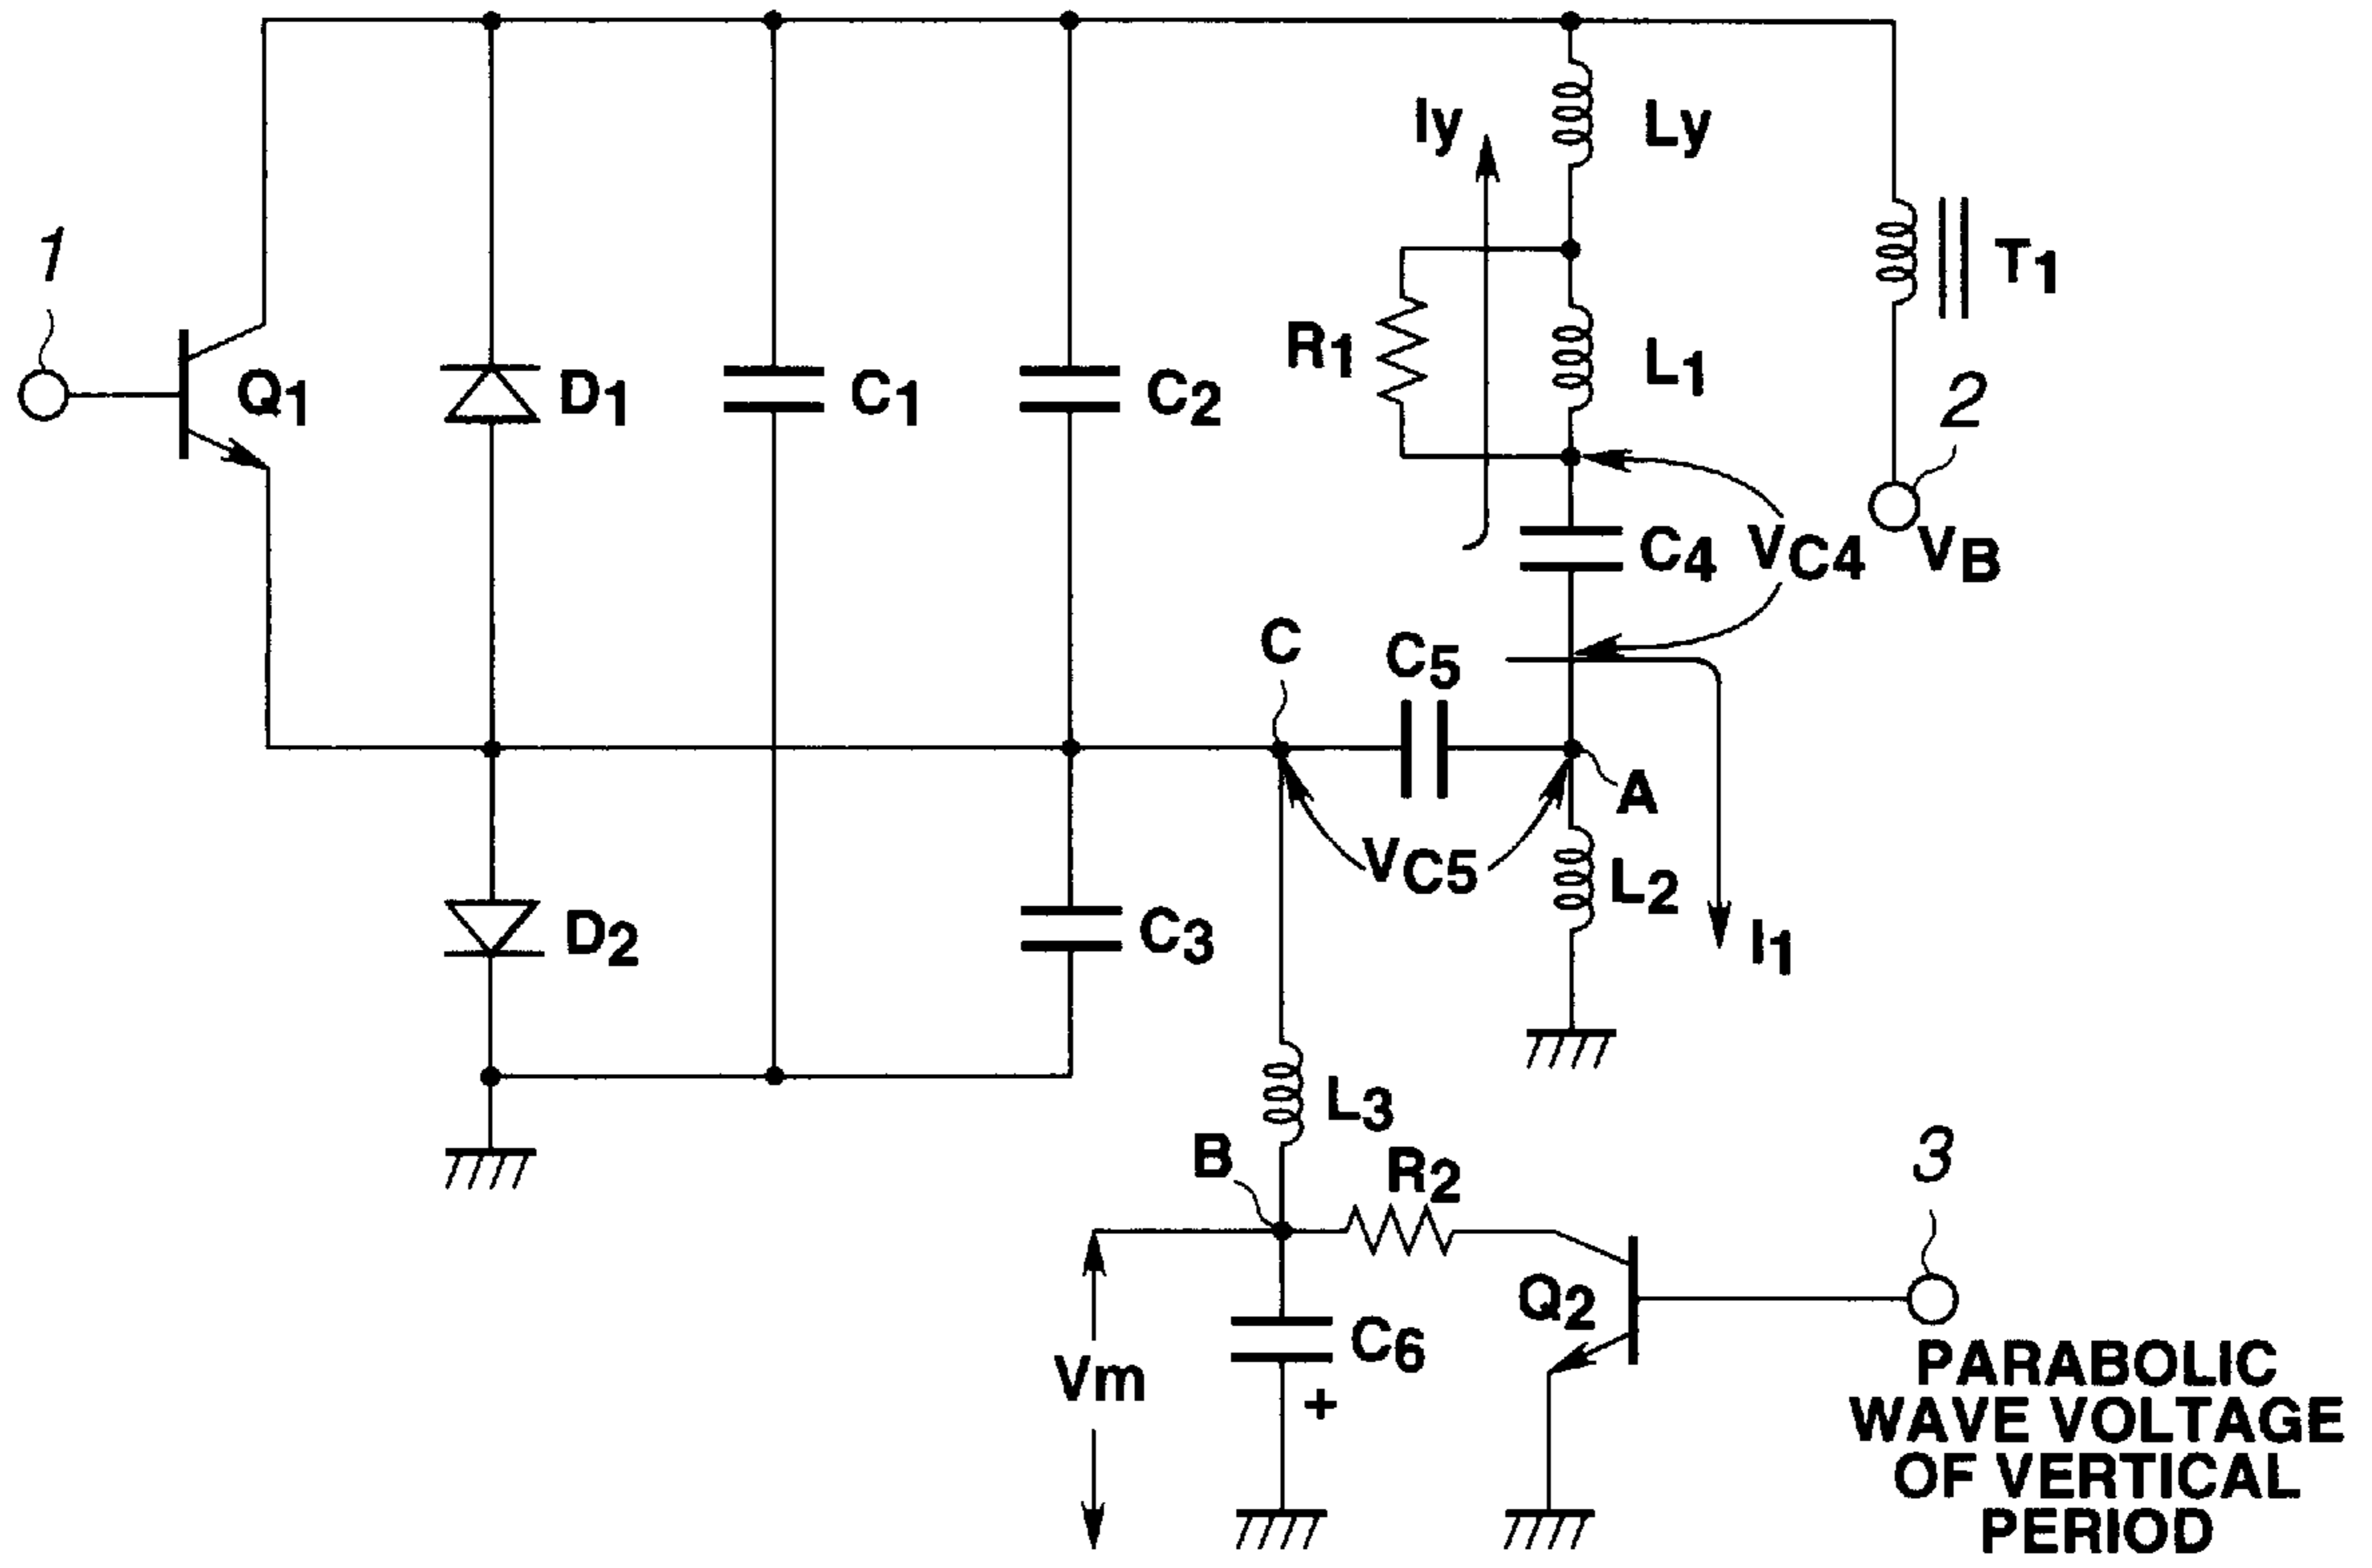 Iy
Ly
1
T1
R1
L1
Q1
D1
C1
C2
2
C4
VC4
VB
C
C5
A
VC5
L2
D2
C3
I1
L3
B
R2
3
Q2
C6
Vm
+
PARABOLIC
WAVE VOLTAGE
OF VERTICAL
PERIOD